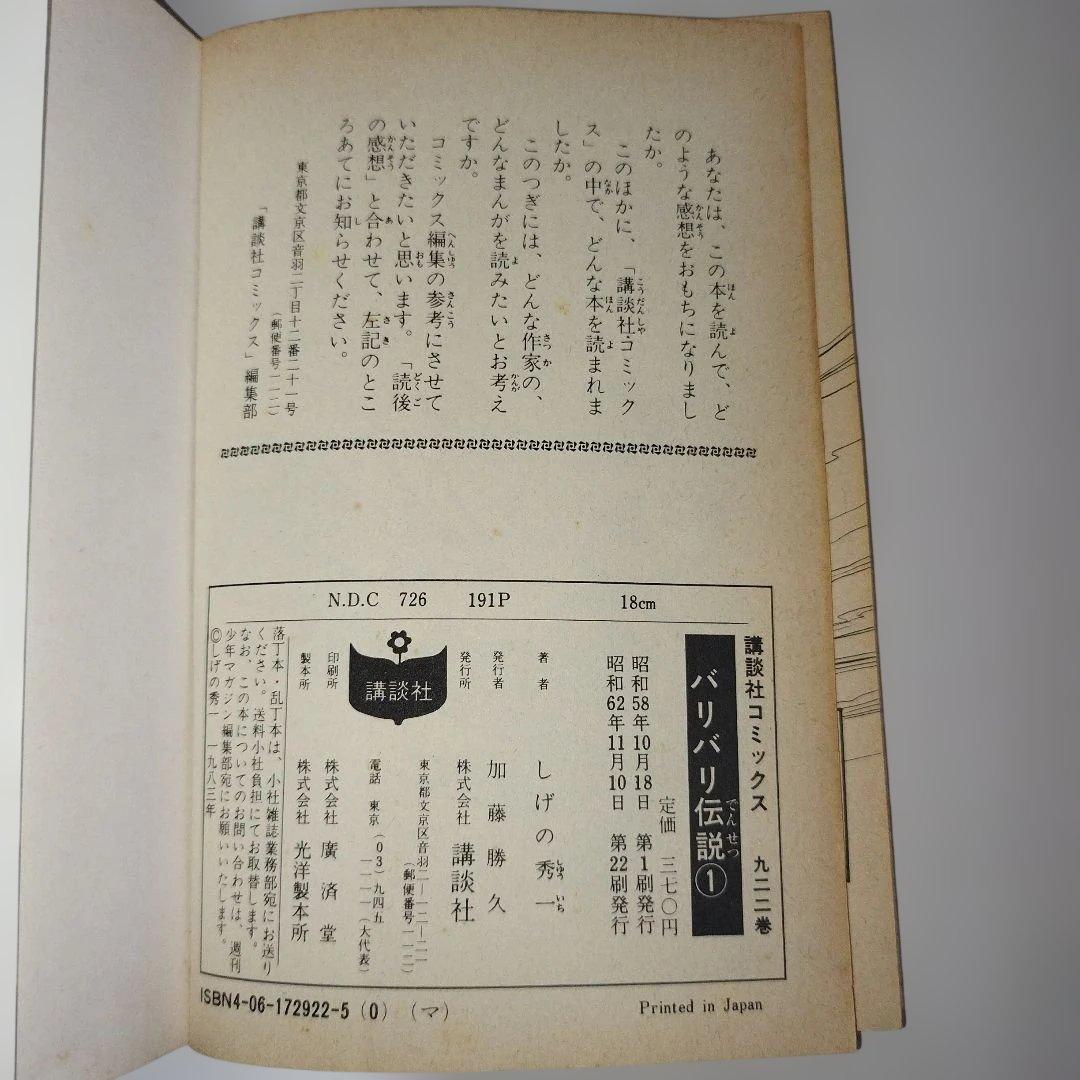 あなたは、この本を読んで、ど
のような感想をおもちになりまし
たか。
このほかに、「講談社コミック
ス」の中で、どんな本を読まれま
したか。
このつぎには、どんな作家の、
どんなまんがを読みたいとお考え
ですか。
コミックス編集の参考にさせて
いただきたいと思います。「読後
の感想」と合わせて、左記のとこ
ろあてにお知らせください。
東京都文京区音羽二丁目十二番二十一号
(郵便番号一一二)
「講談社コミックス」編集部
N.D.C 726 191P 18cm
講談社コミックス 九二二巻
バリバリ伝説①
定価 三七〇円
昭和58年10月18日 第1刷発行
昭和62年11月10日 第22刷発行
著者 しげの秀一
発行者 加藤勝久
発行所 株式会社 講談社
東京都文京区音羽二—一二—二一
(郵便番号一一二)
電話 東京(03)九四五
一一一一(大代表)
講談社
印刷所 株式会社 廣済堂
製本所 株式会社 光洋製本所
落丁本・乱丁本は、小社雑誌業務部宛にお送り
ください。送料小社負担にてお取替します。
なお、この本についてのお問い合わせは、週刊
少年マガジン編集部宛にお願いいたします。
©しげの秀一 一九八三年
ISBN4-06-172922-5 (0) (マ)
Printed in Japan